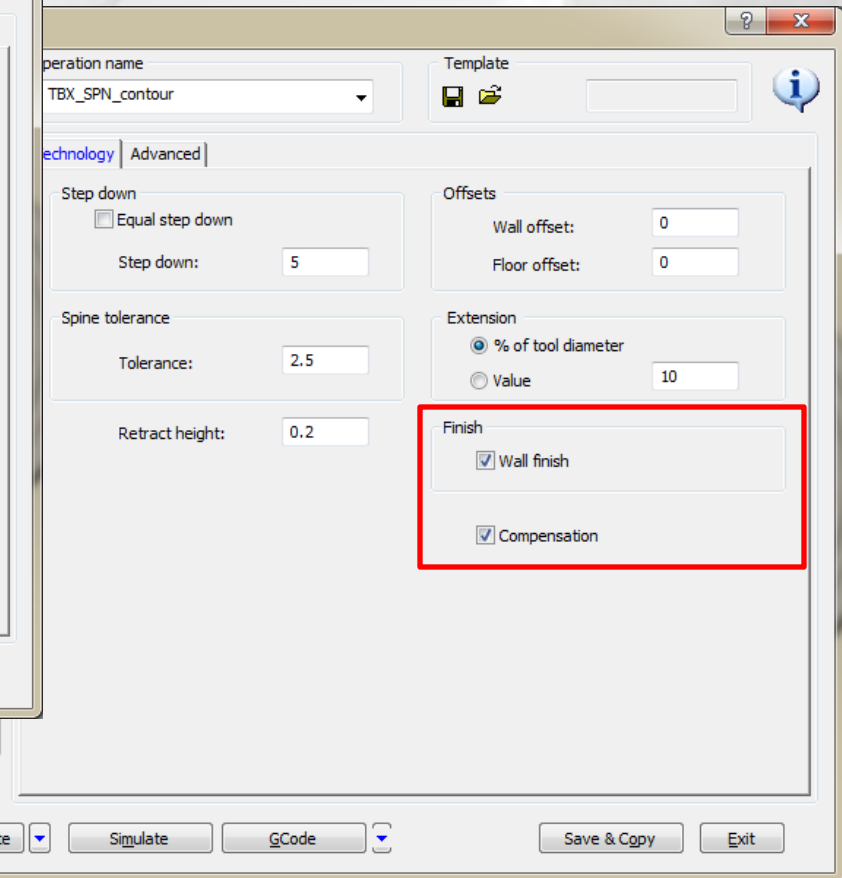 peration name
TBX_SPN_contour
Template
echnology
Advanced
Step down
Equal step down
Step down:
5
Offsets
Wall offset:
0
Floor offset:
0
Spine tolerance
Tolerance:
2.5
Extension
% of tool diameter
Value
10
Retract height:
0.2
Finish
Wall finish
Compensation
te
Simulate
GCode
Save & Copy
Exit